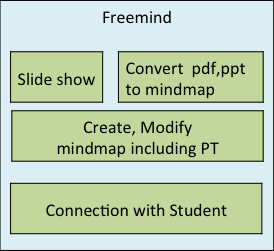 Freemind
Slide show
Convert pdf,ppt
to mindmap
Create, Modify
mindmap including PT
Connection with Student